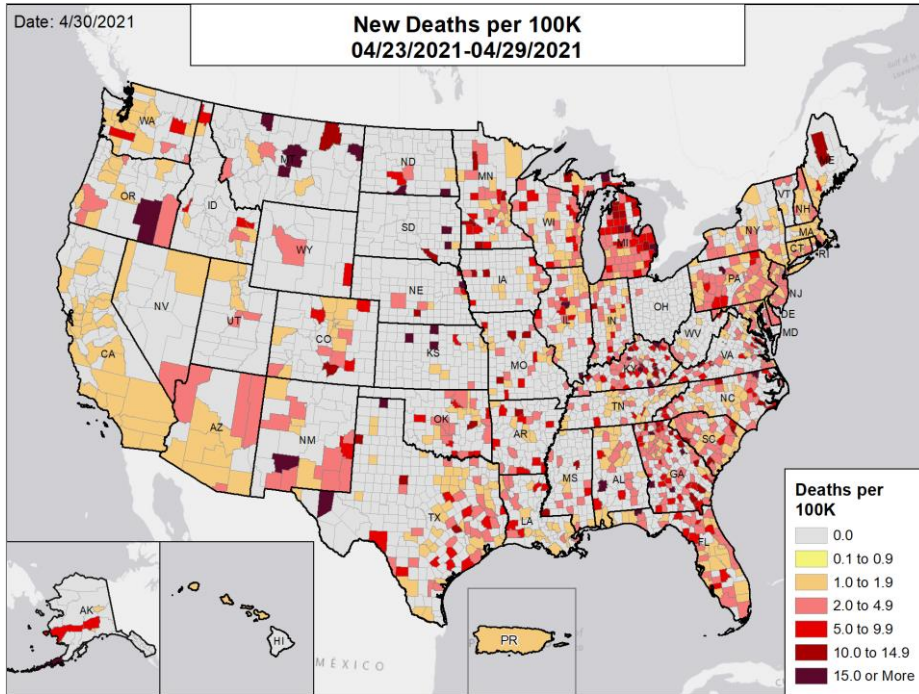 Date: 4/30/2021
New Deaths per 100K
04/23/2021-04/29/2021
WA
MT
ND
MN
ME
OR
ID
SD
WI
MI
VT
NH
NY
MA
CT
RI
WY
NE
IA
PA
NJ
NV
UT
CO
IL
IN
OH
DE
MD
WV
VA
CA
KS
MO
KY
AZ
NM
OK
AR
TN
NC
SC
TX
LA
MS
AL
GA
FL
AK
HI
MÉXICO
PR
Deaths per
100K
0.0
0.1 to 0.9
1.0 to 1.9
2.0 to 4.9
5.0 to 9.9
10.0 to 14.9
15.0 or More